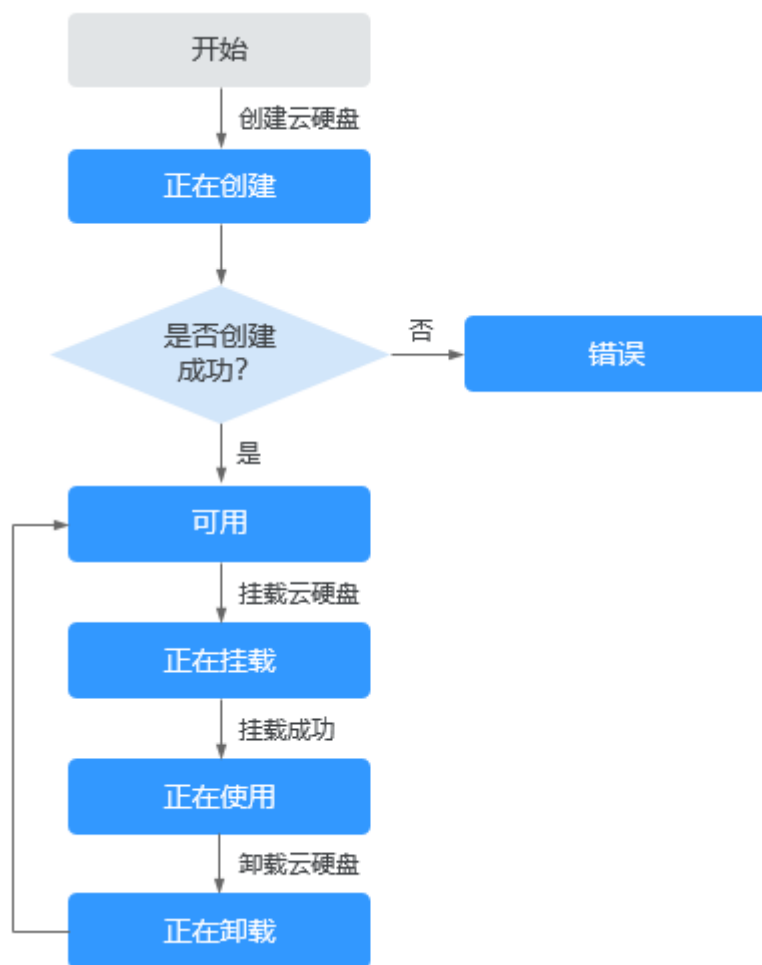 开始
创建云硬盘
正在创建
是否创建
成功?
否
错误
是
可用
挂载云硬盘
正在挂载
挂载成功
正在使用
卸载云硬盘
正在卸载